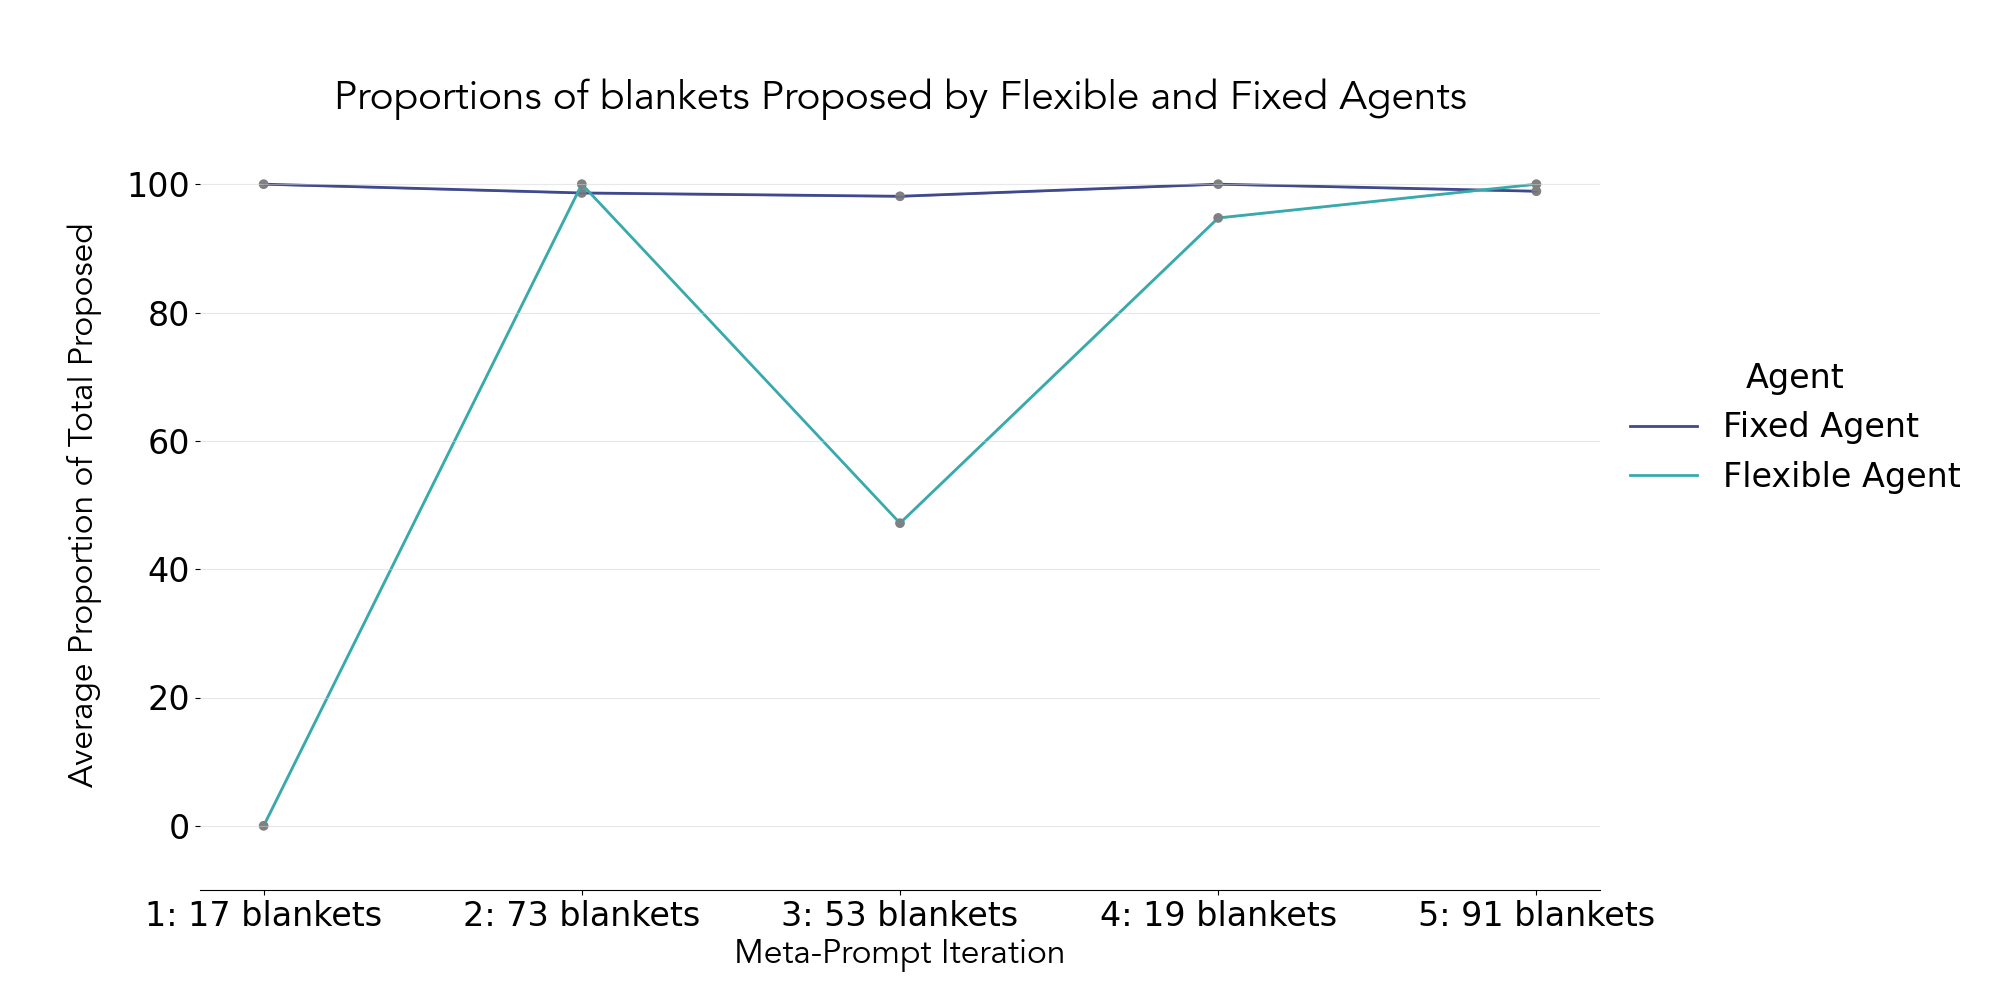 Proportions of blankets Proposed by Flexible and Fixed Agents
Average Proportion of Total Proposed
100
80
60
40
20
0
1: 17 blankets
2: 73 blankets
3: 53 blankets
4: 19 blankets
5: 91 blankets
Meta-Prompt Iteration
Agent
Fixed Agent
Flexible Agent